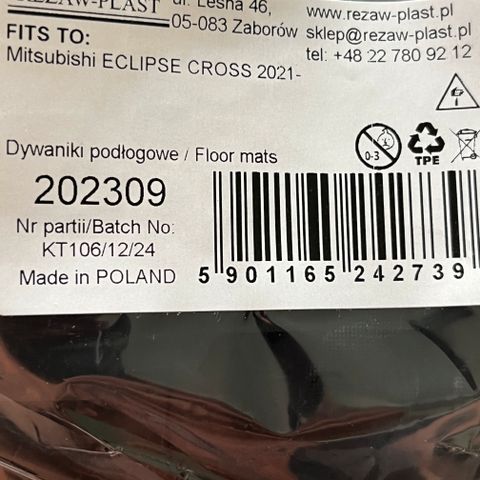 REZAW-PLAST
ul. Leśna 46,
05-083 Zaborów
www.rezaw-plast.pl
sklep@rezaw-plast.pl
tel: +48 22 780 92 12
FITS TO:
Mitsubishi ECLIPSE CROSS 2021-
0-3
TPE
Dywaniki podłogowe / Floor mats
202309
Nr partii/Batch No:
KT106/12/24
Made in POLAND
5 901165 242739